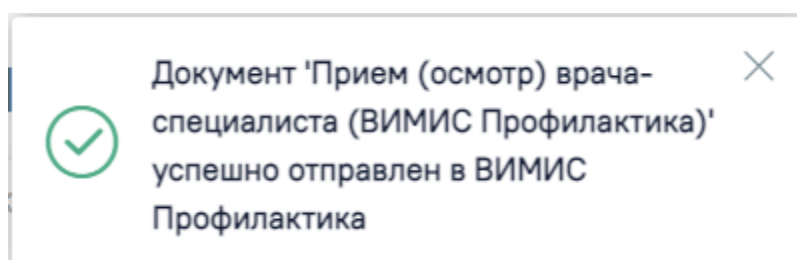 Документ 'Прием (осмотр) врача-
специалиста (ВИМИС Профилактика)'
успешно отправлен в ВИМИС
Профилактика